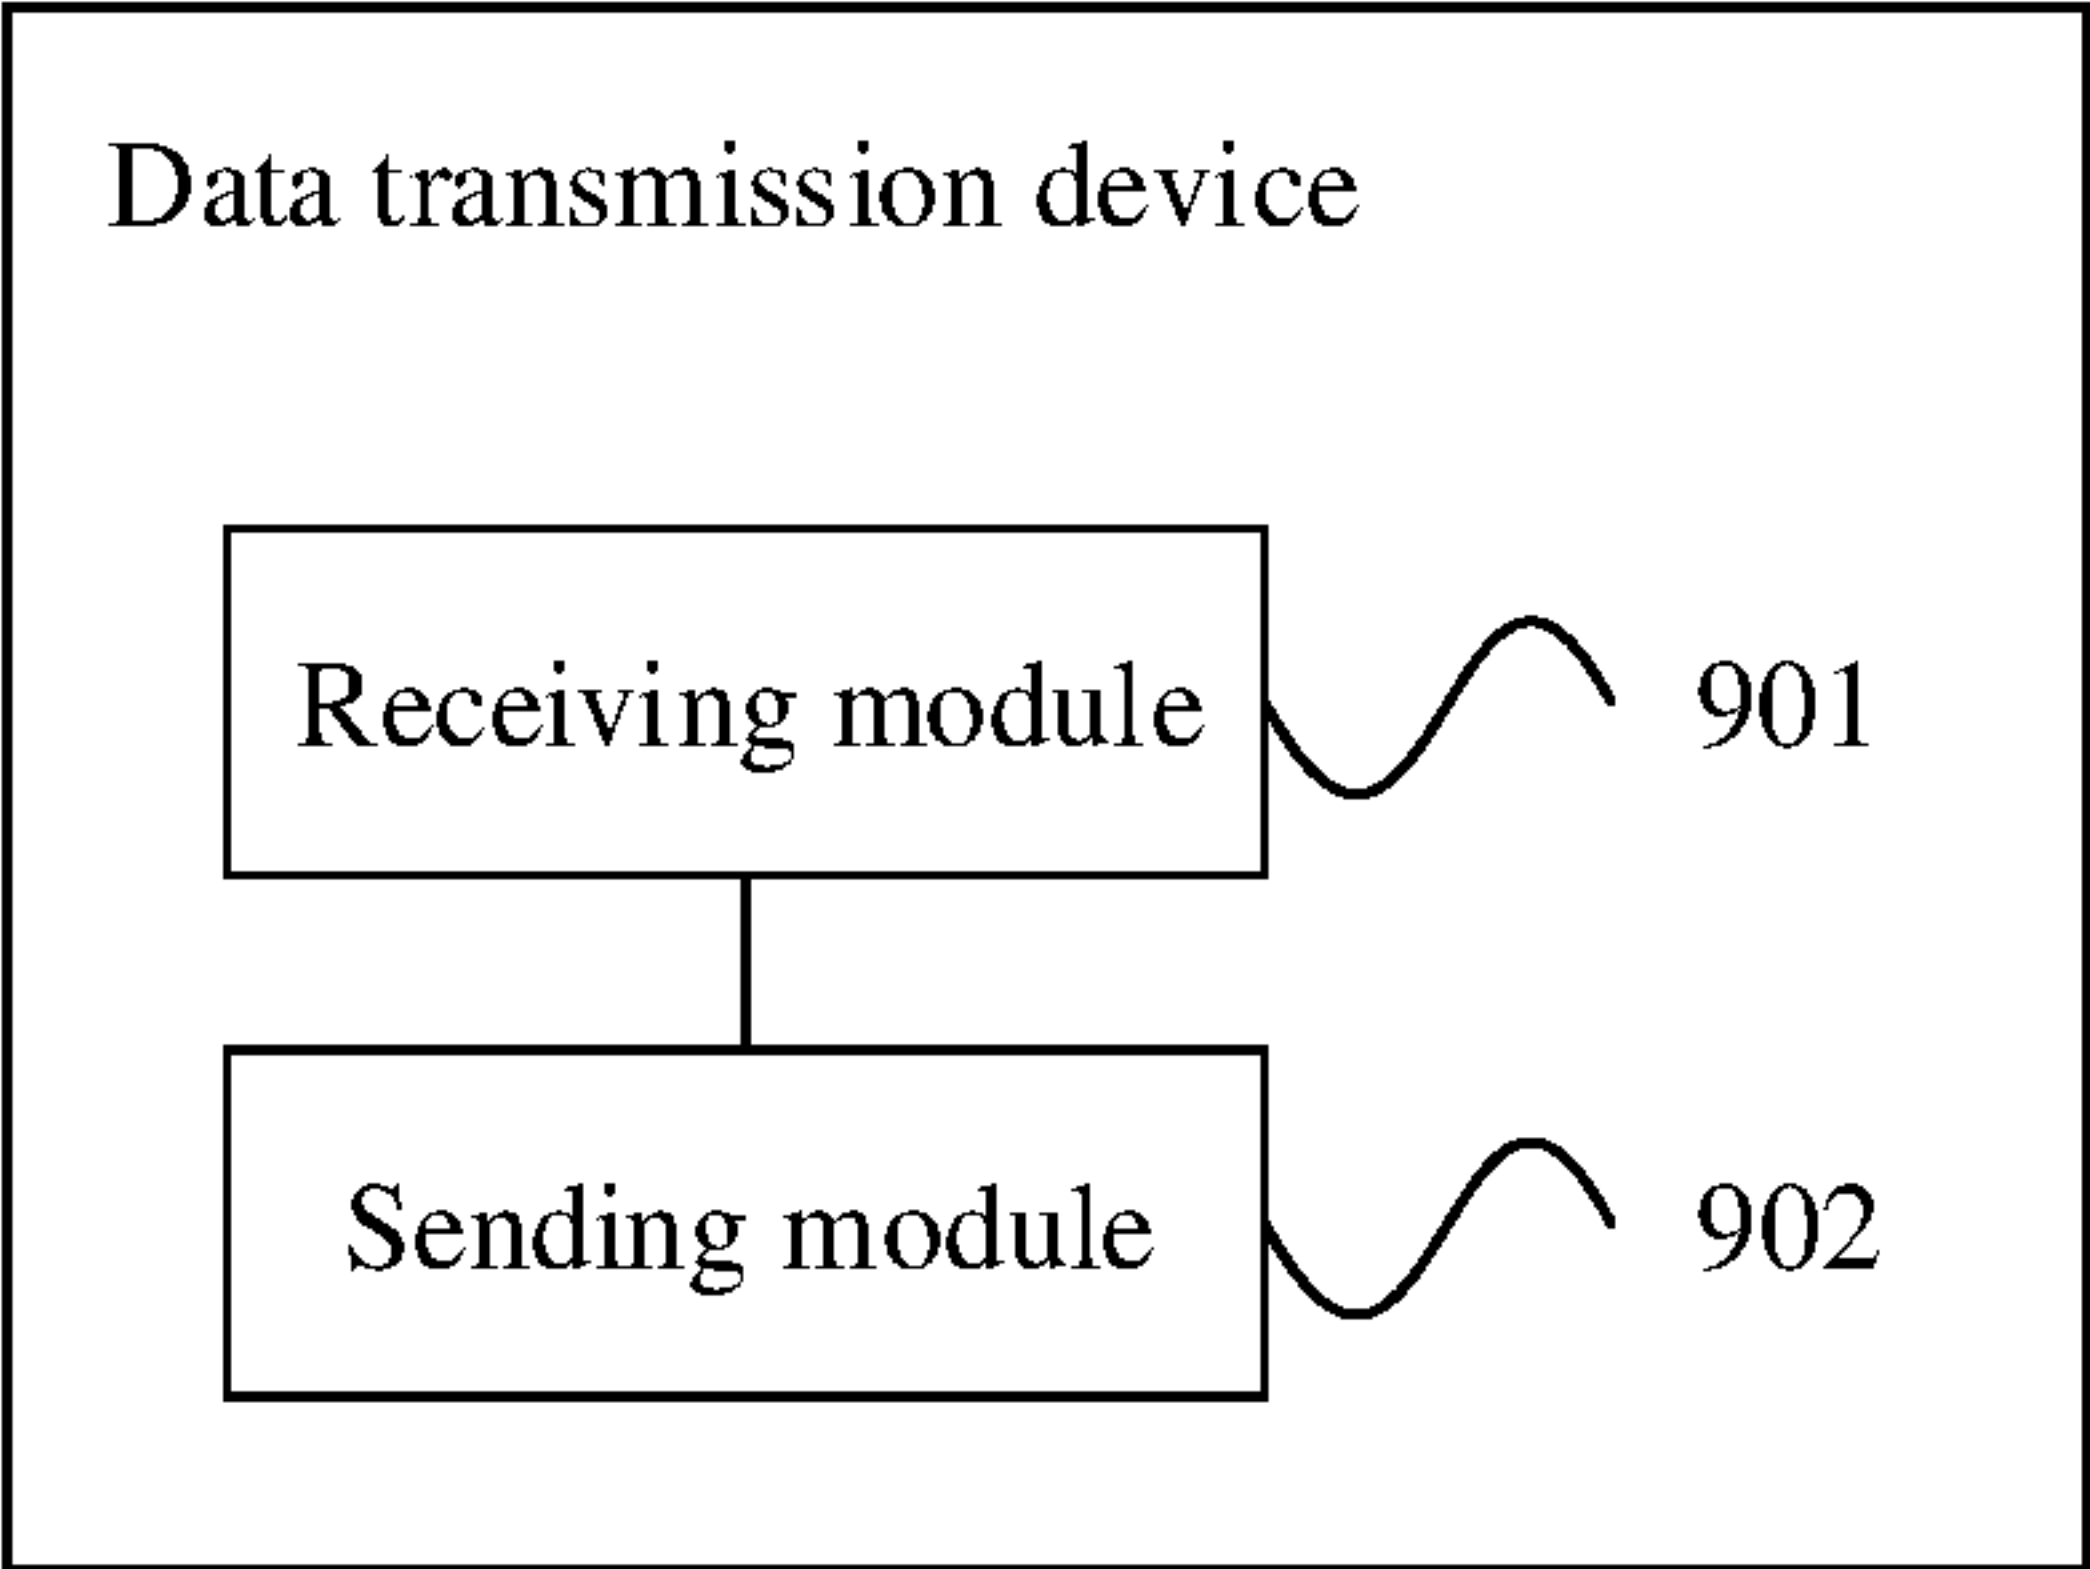 Data transmission device
Receiving module 901
Sending module 902